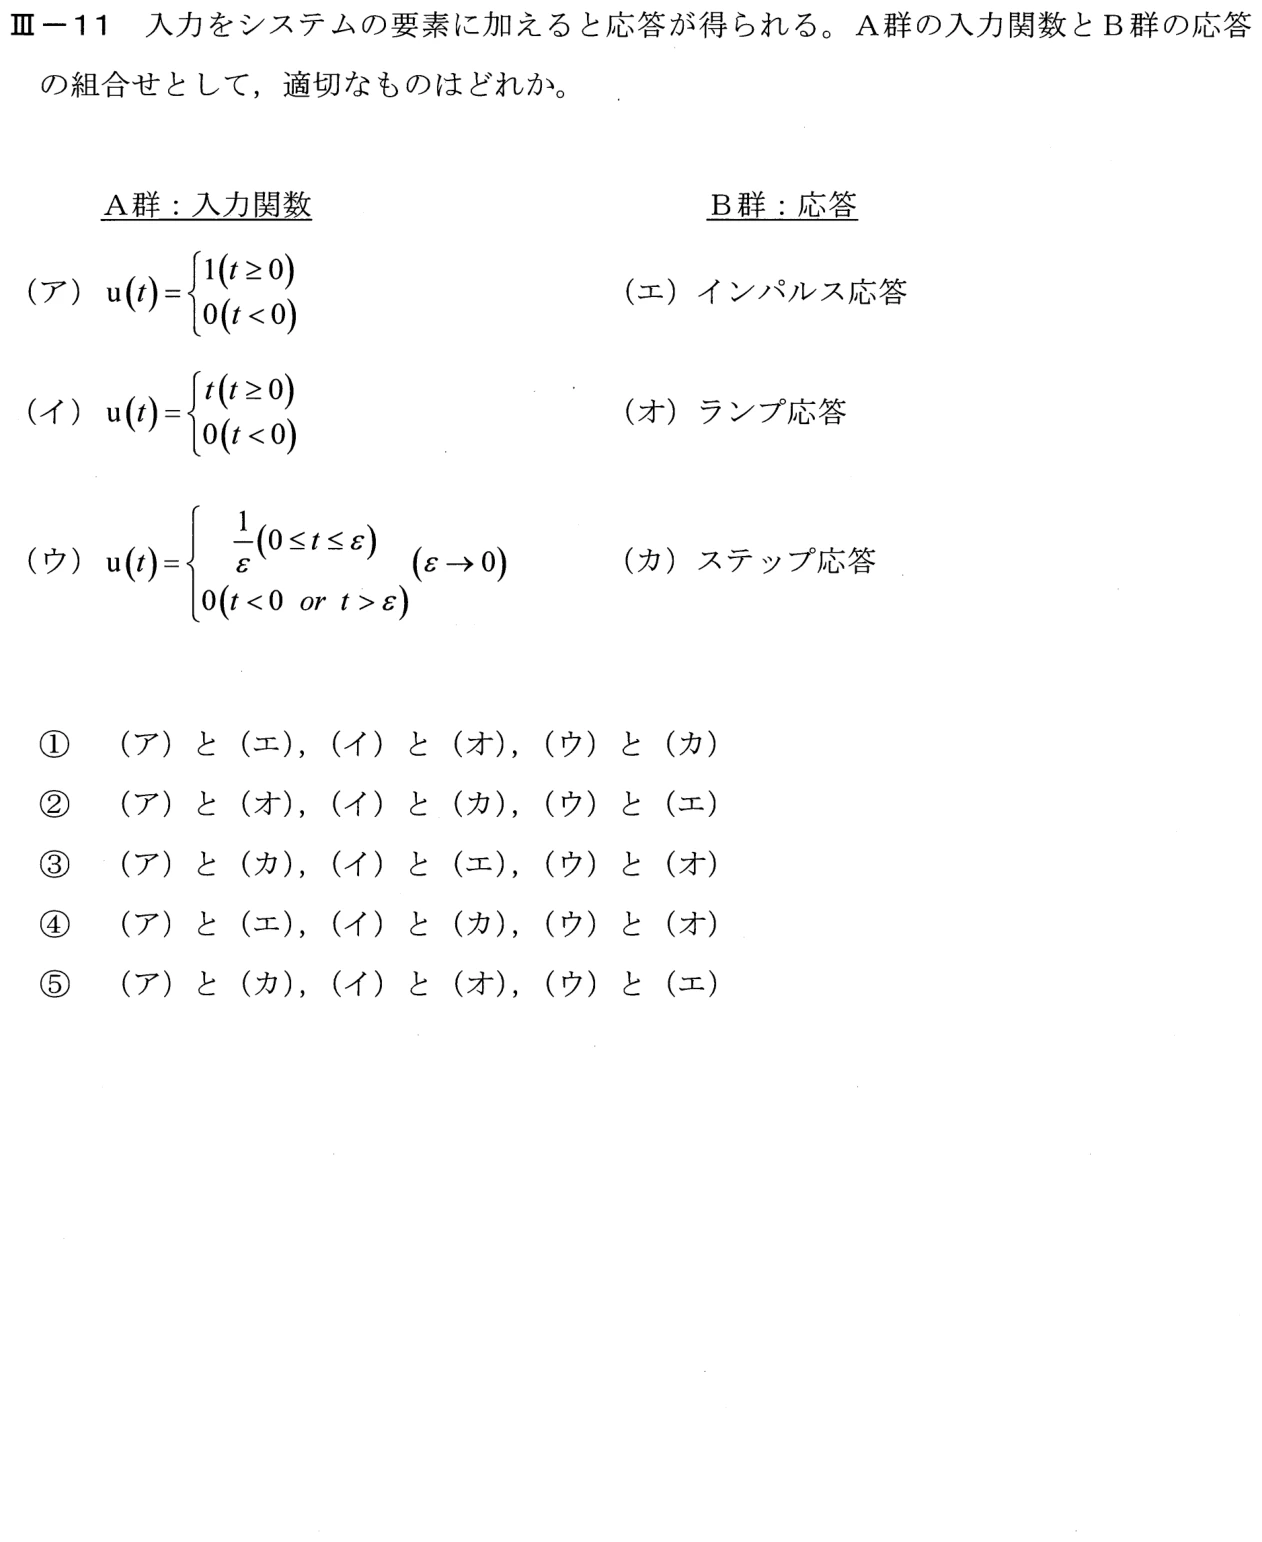 Ⅲ－11　入力をシステムの要素に加えると応答が得られる。A群の入力関数とB群の応答
の組合せとして，適切なものはどれか。
A群：入力関数　B群：応答
（ア）u(t)={1(t≥0) 0(t<0)　（エ）インパルス応答
（イ）u(t)={t(t≥0) 0(t<0)　（オ）ランプ応答
（ウ）u(t)={1/ε(0≤t≤ε) 0(t<0 or t>ε) (ε→0)　（カ）ステップ応答
①　（ア）と（エ），（イ）と（オ），（ウ）と（カ）
②　（ア）と（オ），（イ）と（カ），（ウ）と（エ）
③　（ア）と（カ），（イ）と（エ），（ウ）と（オ）
④　（ア）と（エ），（イ）と（カ），（ウ）と（オ）
⑤　（ア）と（カ），（イ）と（オ），（ウ）と（エ）